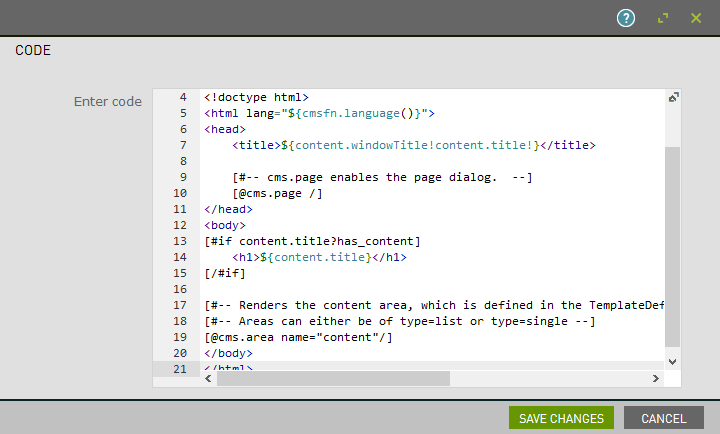 ?
CODE
Enter code
4 <!doctype html>
5 <html lang="${cmsfn.language()}">
6 <head>
7     <title>${content.windowTitle!content.title!}</title>
8
9     [#-- cms.page enables the page dialog.  --]
10     [@cms.page /]
11 </head>
12 <body>
13 [#if content.title?has_content]
14     <h1>${content.title}</h1>
15 [/#if]
16
17 [#-- Renders the content area, which is defined in the TemplateDef
18 [#-- Areas can either be of type=list or type=single --]
19 [@cms.area name="content"/]
20 </body>
21 </html>
SAVE CHANGES CANCEL